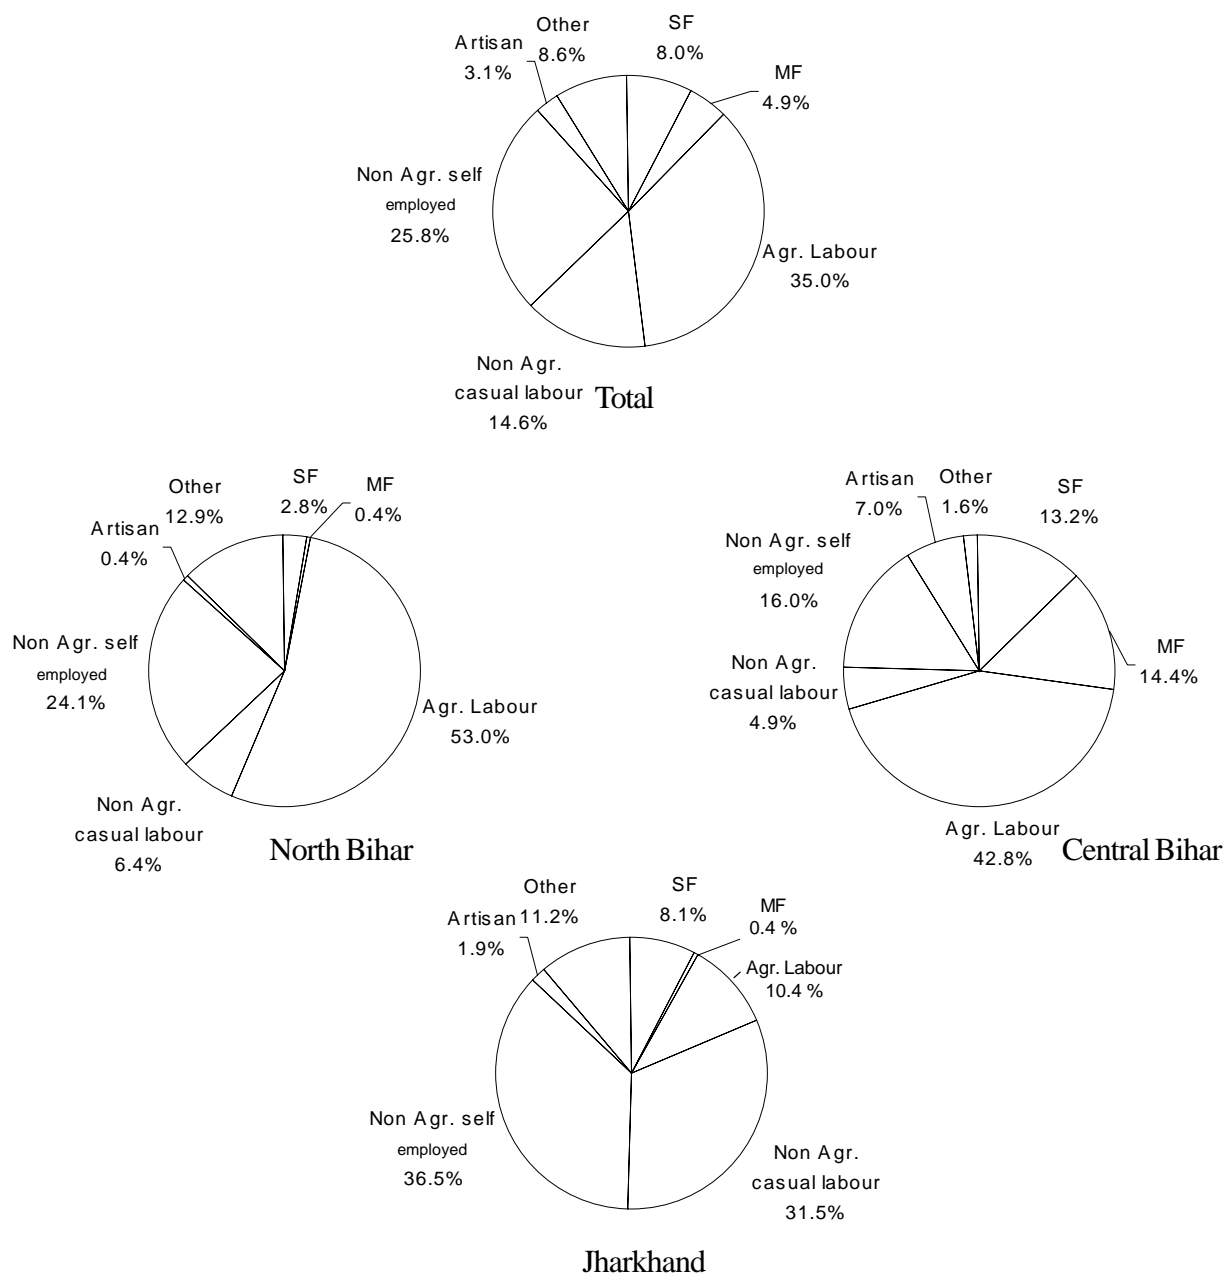 Other
8.6%
SF
8.0%
Artisan
3.1%
MF
4.9%
Non Agr. self
employed
25.8%
Agr. Labour
35.0%
Non Agr.
casual labour
14.6%
Total
Other
12.9%
SF
2.8%
MF
0.4%
Artisan
0.4%
Non Agr. self
employed
24.1%
Agr. Labour
53.0%
Non Agr.
casual labour
6.4%
North Bihar
Artisan
7.0%
Other
1.6%
SF
13.2%
Non Agr. self
employed
16.0%
MF
14.4%
Non Agr.
casual labour
4.9%
Agr. Labour
42.8%
Central Bihar
Other
11.2%
SF
8.1%
MF
0.4 %
Artisan
1.9%
Agr. Labour
10.4 %
Non Agr. self
employed
36.5%
Non Agr.
casual labour
31.5%
Jharkhand